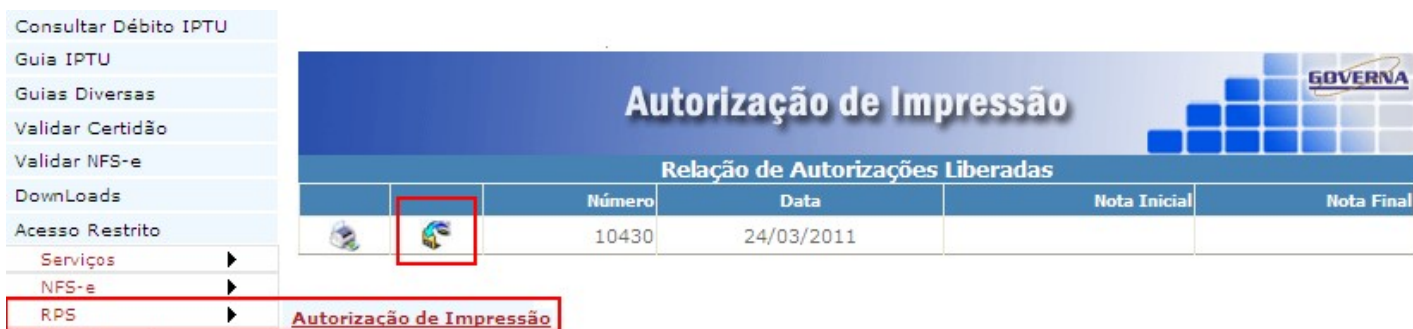 Consultar Débito IPTU
Guia IPTU
Guias Diversas
Validar Certidão
Validar NFS-e
DownLoads
Acesso Restrito
Serviços
NFS-e
RPS
Autorização de Impressão
Autorização de Impressão
GOVERNA
Relação de Autorizações Liberadas
Número Data Nota Inicial Nota Final
10430 24/03/2011